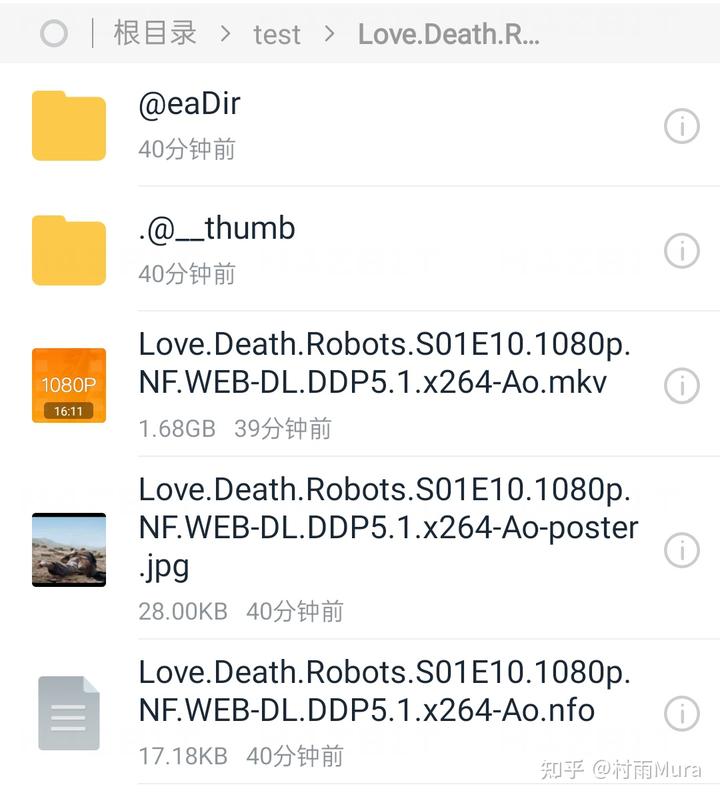 根目录 > test > Love.Death.R...
@eaDir
40分钟前
.@__thumb
40分钟前
Love.Death.Robots.S01E10.1080p.
NF.WEB-DL.DDP5.1.x264-Ao.mkv
1080P
16:11
1.68GB 39分钟前
Love.Death.Robots.S01E10.1080p.
NF.WEB-DL.DDP5.1.x264-Ao-poster
.jpg
28.00KB 40分钟前
Love.Death.Robots.S01E10.1080p.
NF.WEB-DL.DDP5.1.x264-Ao.nfo
17.18KB 40分钟前
知乎 @村雨Mura